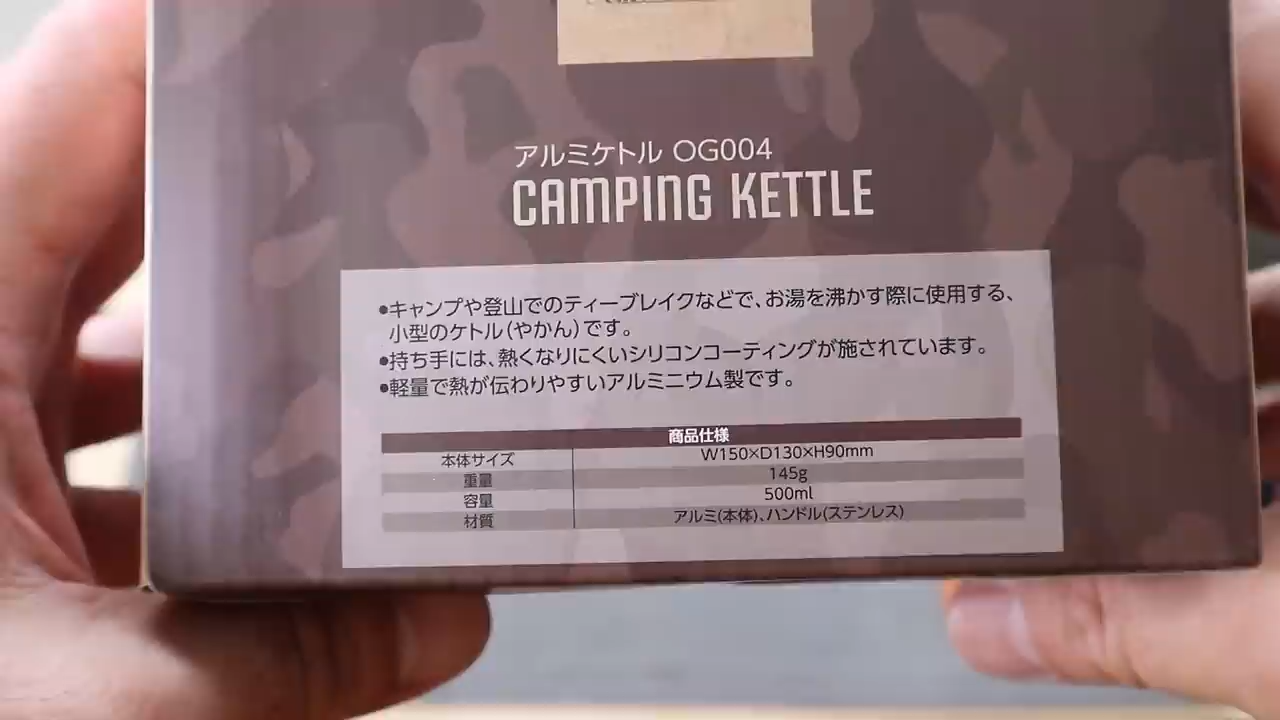 アルミケトル OG004
CAMPING KETTLE
●キャンプや登山でのティーブレイクなどで、お湯を沸かす際に使用する、
小型のケトル(やかん)です。
●持ち手には、熱くなりにくいシリコンコーティングが施されています。
●軽量で熱が伝わりやすいアルミニウム製です。
商品仕様
本体サイズ W150×D130×H90mm
重量 145g
容量 500ml
材質 アルミ(本体)、ハンドル(ステンレス)